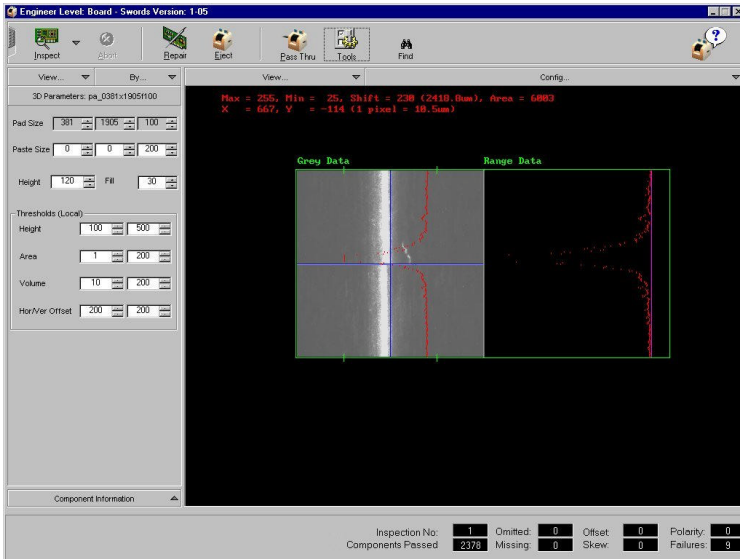 Engineer Level: Board - Swords Version: 1-05
Inspect Abort Repair Eject Pass Thru Tools Find
View... By... View... Config...
3D Parameters: pa_0381x1905f100
Pad Size 381 1905 100
Paste Size 0 0 200
Height 120 Fill 30
Thresholds (Local)
Height 100 500
Area 1 200
Volume 10 200
Hor/Ver Offset 200 200
Component Information
Max = 255, Min = 25, Shift = 230 (2410.8um), Area = 6003
X = 667, Y = -114 (1 pixel = 10.5um)
Grey Data Range Data
Inspection No: 1 Omitted: 0 Offset: 0 Polarity: 0
Components Passed 2378 Missing: 0 Skew: 0 Failures: 9